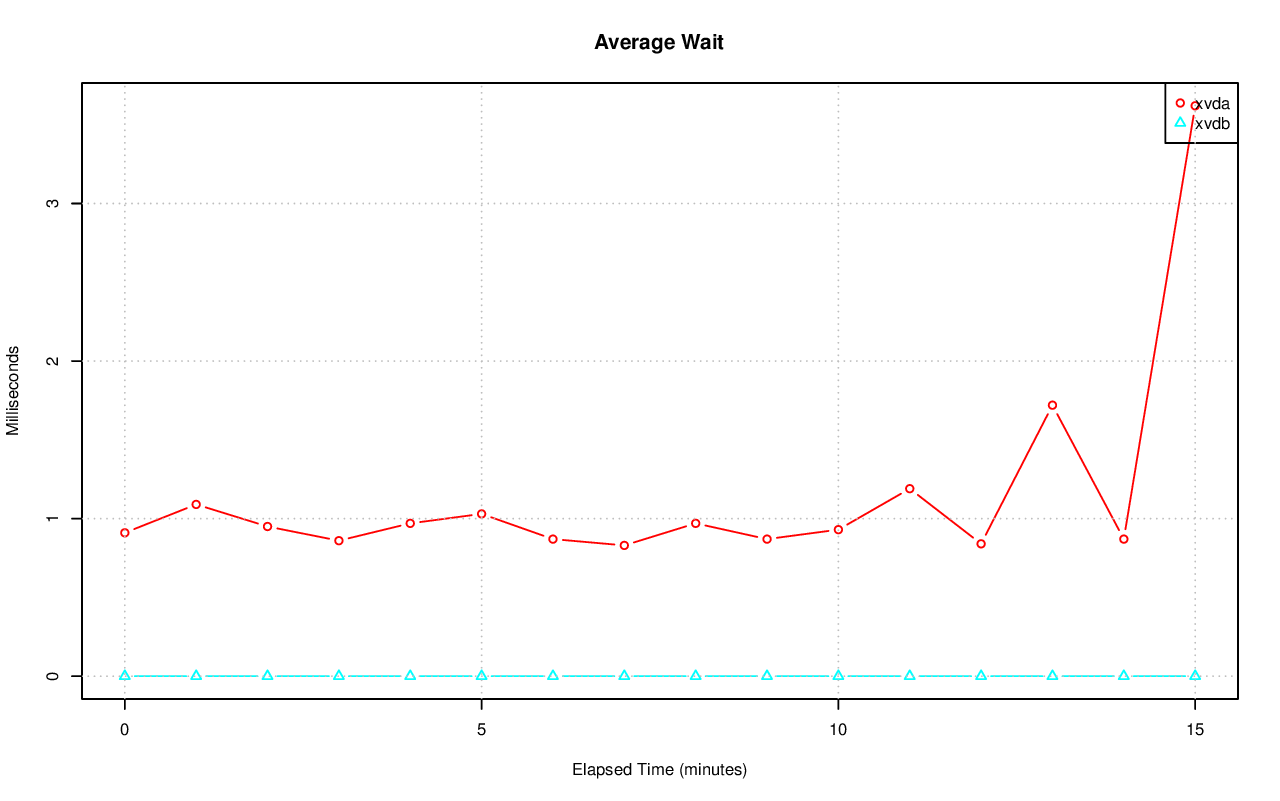 Average Wait
xvda
xvdb
Milliseconds
3
2
1
0
0 5 10 15
Elapsed Time (minutes)